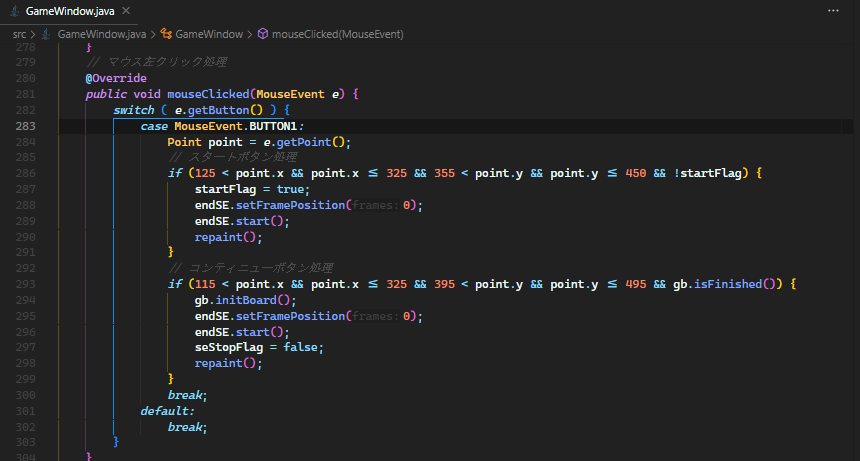 GameWindow.java ×
src > GameWindow.java > GameWindow > mouseClicked(MouseEvent)
278 }
279 // マウス左クリック処理
280 @Override
281 public void mouseClicked(MouseEvent e) {
282 switch ( e.getButton() ) {
283 case MouseEvent.BUTTON1:
284 Point point = e.getPoint();
285 // スタートボタン処理
286 if (125 < point.x && point.x ≤ 325 && 355 < point.y && point.y ≤ 450 && !startFlag) {
287 startFlag = true;
288 endSE.setFramePosition(frames:0);
289 endSE.start();
290 repaint();
291 }
292 // コンティニューボタン処理
293 if (115 < point.x && point.x ≤ 325 && 395 < point.y && point.y ≤ 495 && gb.isFinished()) {
294 gb.initBoard();
295 endSE.setFramePosition(frames:0);
296 endSE.start();
297 seStopFlag = false;
298 repaint();
299 }
300 break;
301 default:
302 break;
303 }
304 }